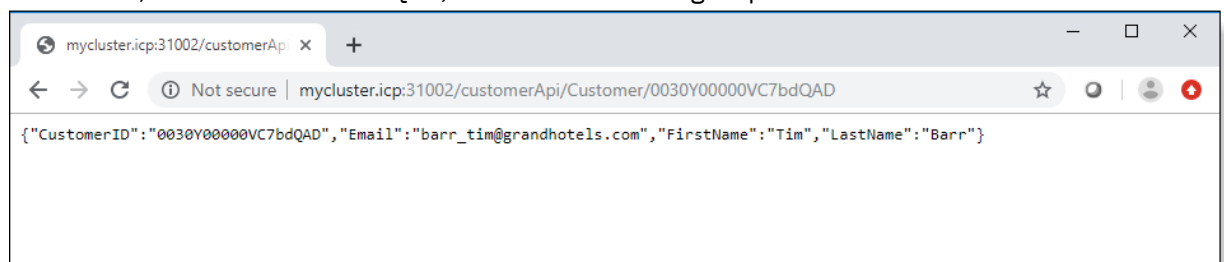 mycluster.icp:31002/customerAp
Not secure | mycluster.icp:31002/customerApi/Customer/0030Y00000VC7bdQAD
{"CustomerID":"0030Y00000VC7bdQAD","Email":"barr_tim@grandhotels.com","FirstName":"Tim","LastName":"Barr"}